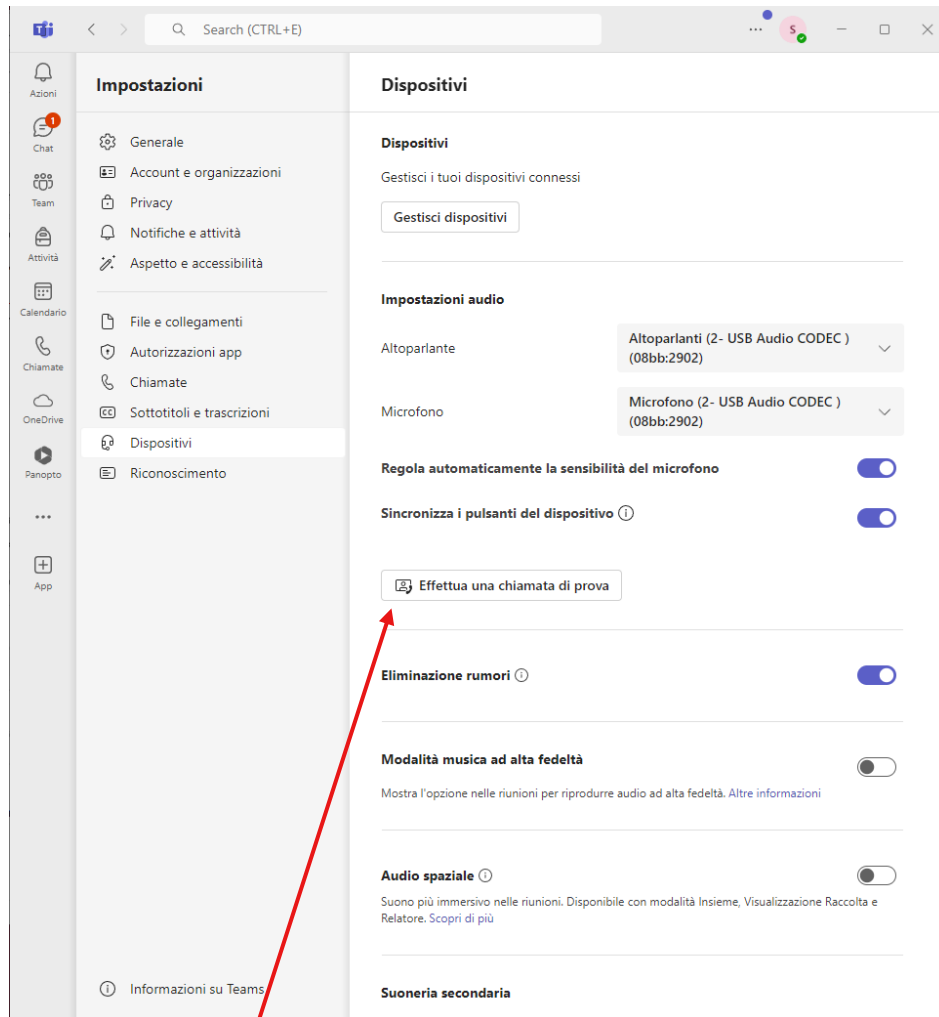 Search (CTRL+E)
S
Azioni
1
Chat
Team
Attività
Calendario
Chiamate
OneDrive
Panopto
App
Impostazioni
Generale
Account e organizzazioni
Privacy
Notifiche e attività
Aspetto e accessibilità
File e collegamenti
Autorizzazioni app
Chiamate
CC Sottotitoli e trascrizioni
Dispositivi
Riconoscimento
Informazioni su Teams
Dispositivi
Dispositivi
Gestisci i tuoi dispositivi connessi
Gestisci dispositivi
Impostazioni audio
Altoparlante
Altoparlanti (2- USB Audio CODEC )
(08bb:2902)
Microfono
Microfono (2- USB Audio CODEC )
(08bb:2902)
Regola automaticamente la sensibilità del microfono
Sincronizza i pulsanti del dispositivo
Effettua una chiamata di prova
Eliminazione rumori
Modalità musica ad alta fedeltà
Mostra l'opzione nelle riunioni per riprodurre audio ad alta fedeltà. Altre informazioni
Audio spaziale
Suono più immersivo nelle riunioni. Disponibile con modalità Insieme, Visualizzazione Raccolta e
Relatore. Scopri di più
Suoneria secondaria